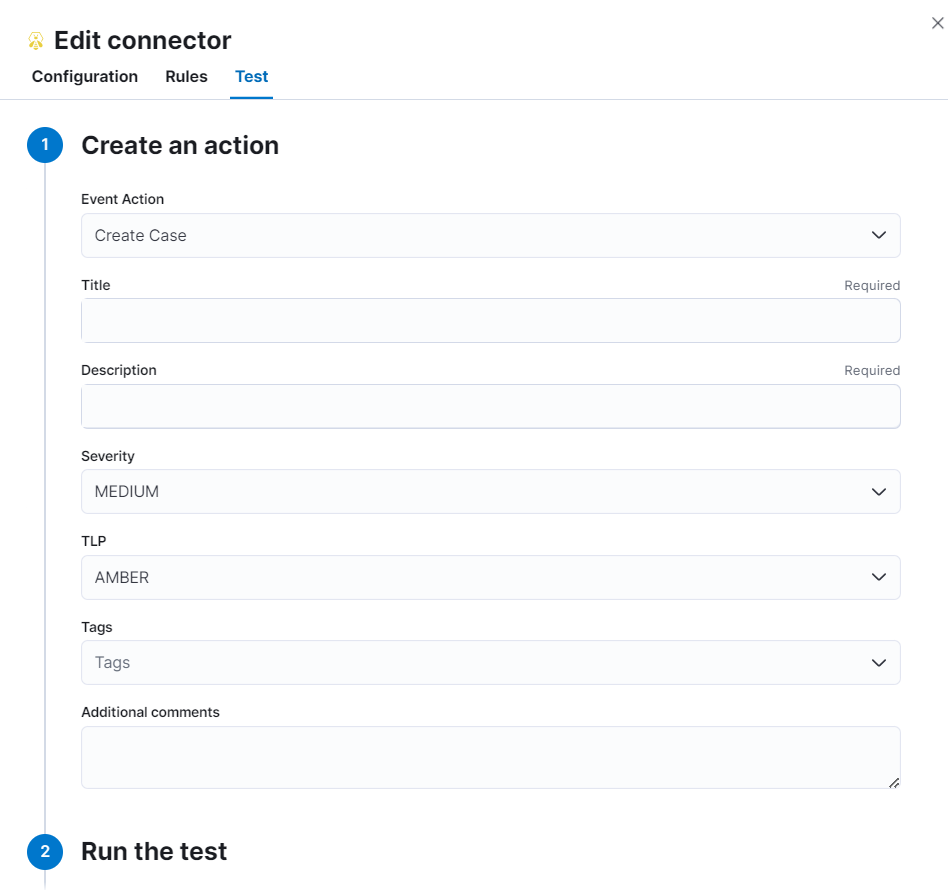 Edit connector
Configuration Rules Test
1 Create an action
Event Action
Create Case
Title Required
Description Required
Severity
MEDIUM
TLP
AMBER
Tags
Tags
Additional comments
2 Run the test